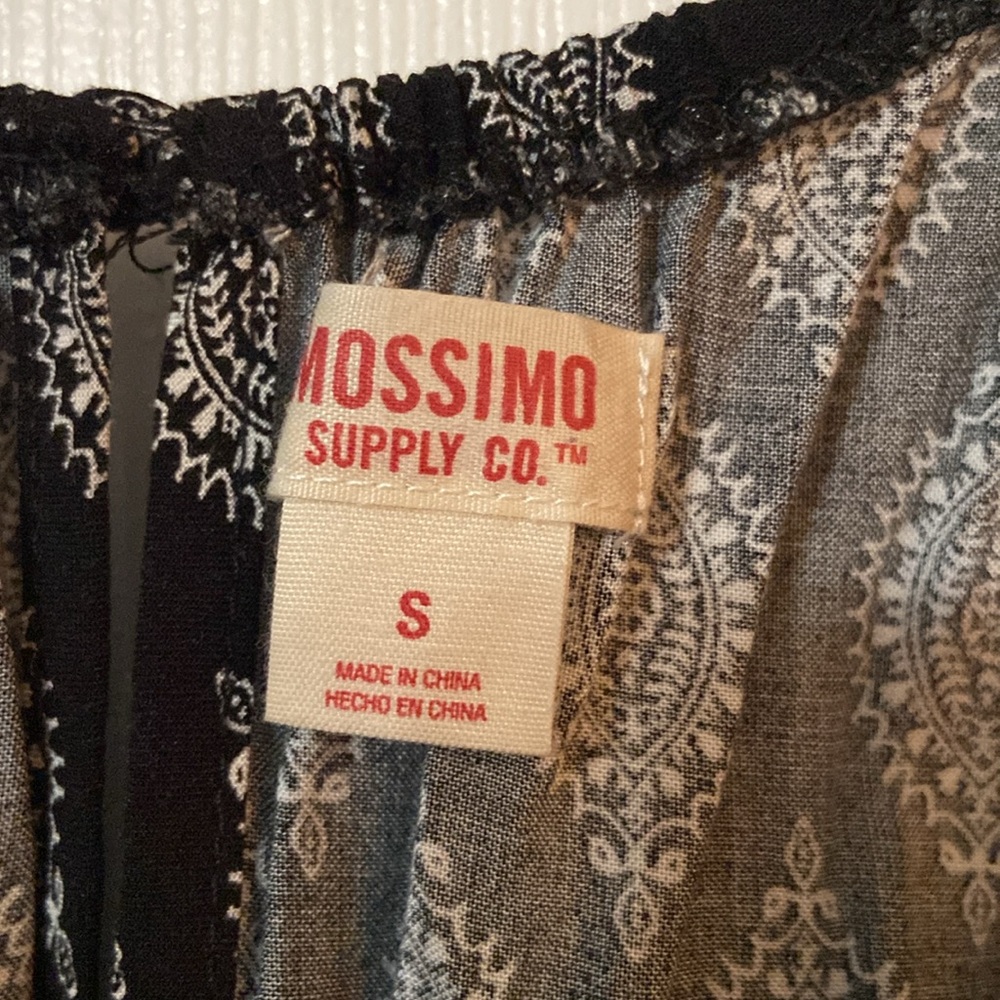 MOSSIMO
SUPPLY CO.™
S
MADE IN CHINA
HECHO EN CHINA